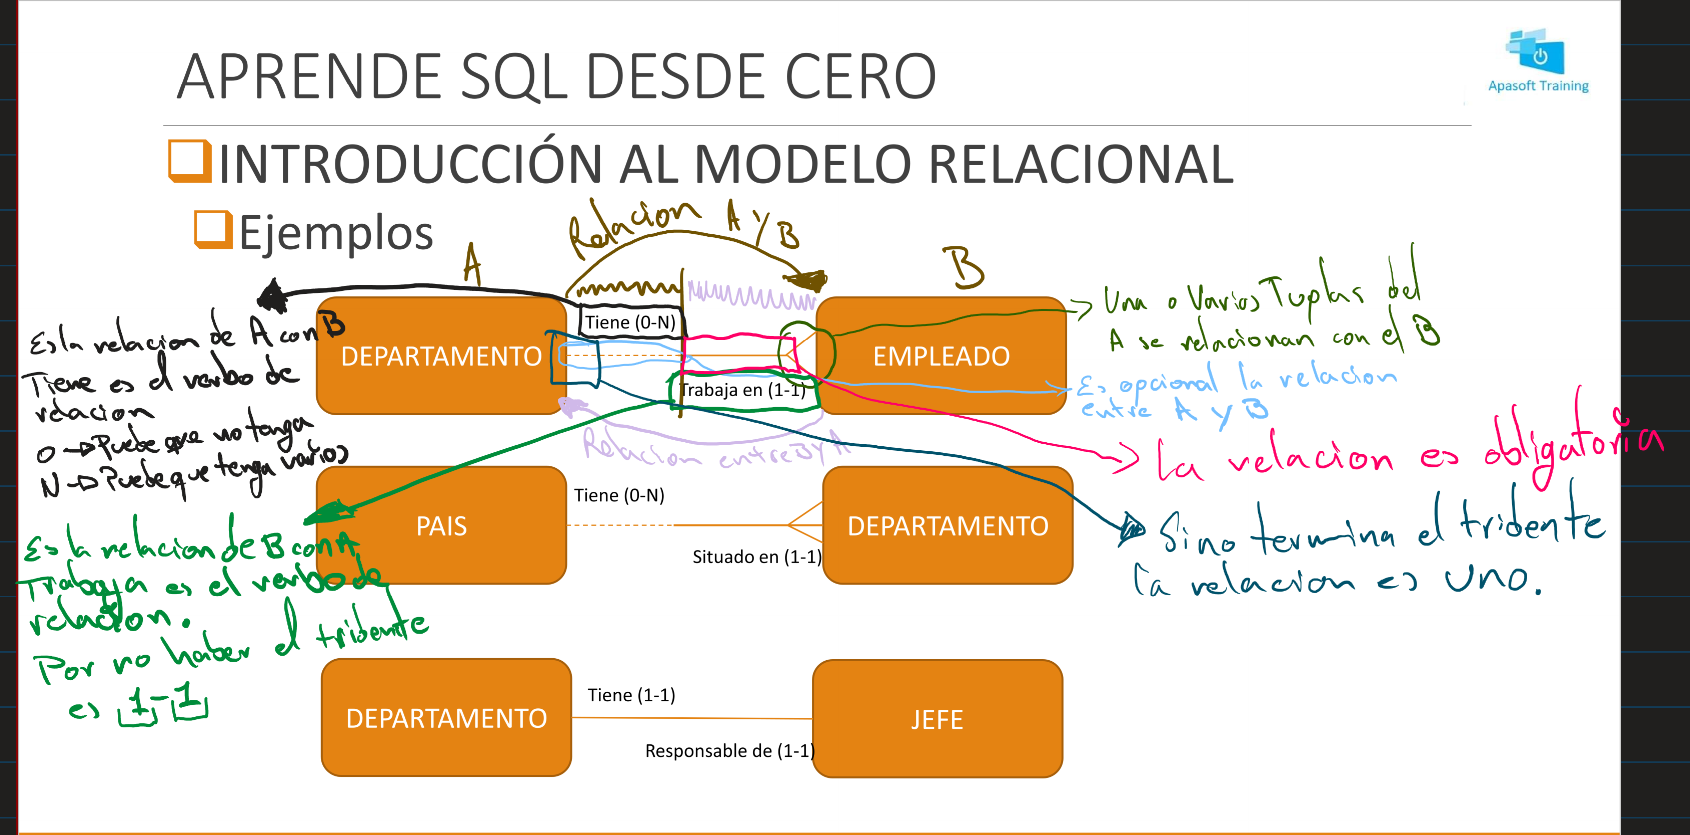 APRENDE SQL DESDE CERO
Apasoft Training
INTRODUCCIÓN AL MODELO RELACIONAL
Ejemplos
Relacion A y B
A
B
Tiene (0-N)
DEPARTAMENTO
EMPLEADO
Trabaja en (1-1)
Relacion entre B y A
Es la relacion de A con B
Tiene es el verbo de
relacion
0 → Puede que no tenga
N → Puede que tenga varios
Una o Varios Tuplas del
A se relacionan con el B
Es opcional la relacion
entre A y B
La relacion es obligatoria
Si no termina el tridente
la relacion es uno.
Tiene (0-N)
PAIS
DEPARTAMENTO
Situado en (1-1)
Es la relacion de B con A
Trabaja es el verbo de
relacion.
Por no haber el tridente
es 1-1
Tiene (1-1)
DEPARTAMENTO
JEFE
Responsable de (1-1)